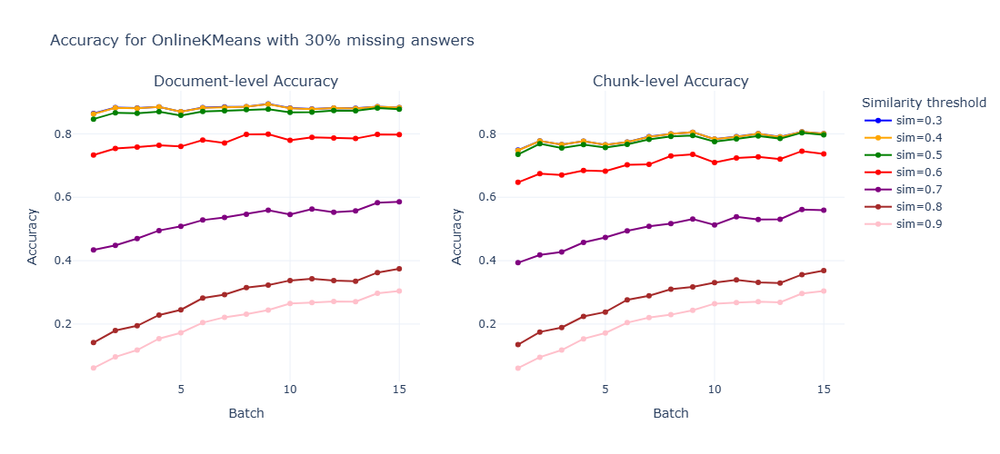 Accuracy for OnlineKMeans with 30% missing answers
Document-level Accuracy
Accuracy
0.8
0.6
0.4
0.2
5
10
15
Batch
Chunk-level Accuracy
Accuracy
0.8
0.6
0.4
0.2
5
10
15
Batch
Similarity threshold
sim=0.3
sim=0.4
sim=0.5
sim=0.6
sim=0.7
sim=0.8
sim=0.9